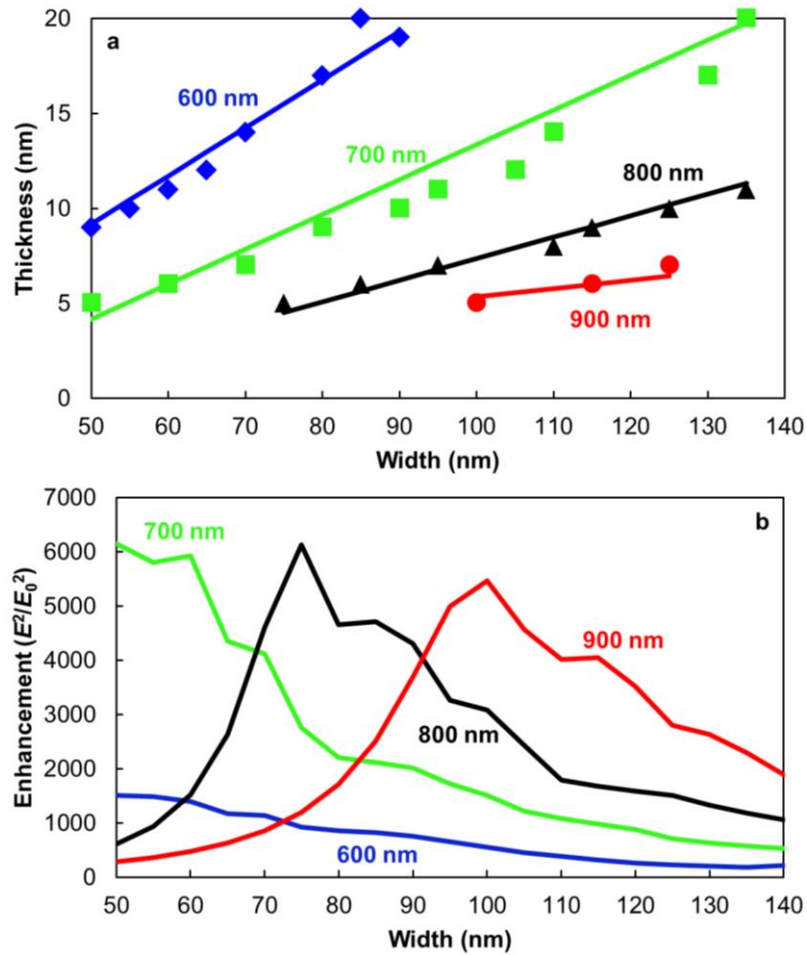 a
20
15
10
5
0
Thickness (nm)
600 nm
700 nm
800 nm
900 nm
50 60 70 80 90 100 110 120 130 140
Width (nm)
b
7000
6000
5000
4000
3000
2000
1000
0
Enhancement (E²/E₀²)
700 nm
900 nm
800 nm
600 nm
50 60 70 80 90 100 110 120 130 140
Width (nm)